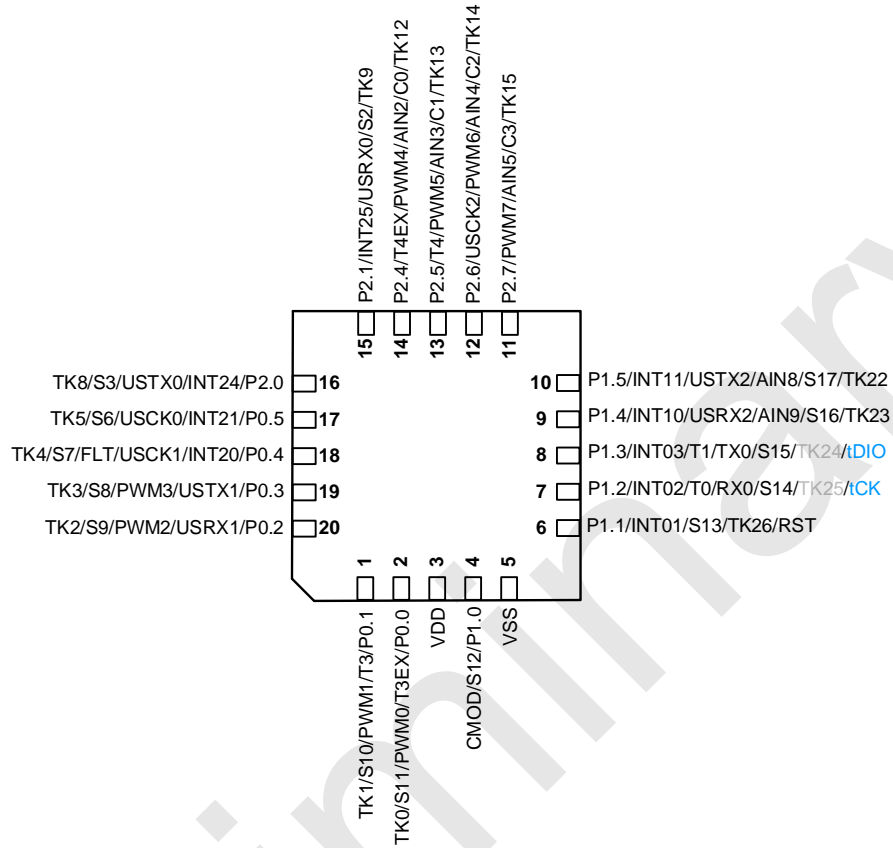 P2.1/INT25/USRX0/S2/TK9
P2.4/T4EX/PWM4/AIN2/C0/TK12
P2.5/T4/PWM5/AIN3/C1/TK13
P2.6/USCK2/PWM6/AIN4/C2/TK14
P2.7/PWM7/AIN5/C3/TK15
15
14
13
12
11
TK8/S3/USTX0/INT24/P2.0
16
TK5/S6/USCK0/INT21/P0.5
17
TK4/S7/FLT/USCK1/INT20/P0.4
18
TK3/S8/PWM3/USTX1/P0.3
19
TK2/S9/PWM2/USRX1/P0.2
20
10
P1.5/INT11/USTX2/AIN8/S17/TK22
9
P1.4/INT10/USRX2/AIN9/S16/TK23
8
P1.3/INT03/T1/TX0/S15/TK24/tDIO
7
P1.2/INT02/T0/RX0/S14/TK25/tCK
6
P1.1/INT01/S13/TK26/RST
1
2
3
4
5
TK1/S10/PWM1/T3/P0.1
TK0/S11/PWM0/T3EX/P0.0
VDD
CMOD/S12/P1.0
VSS